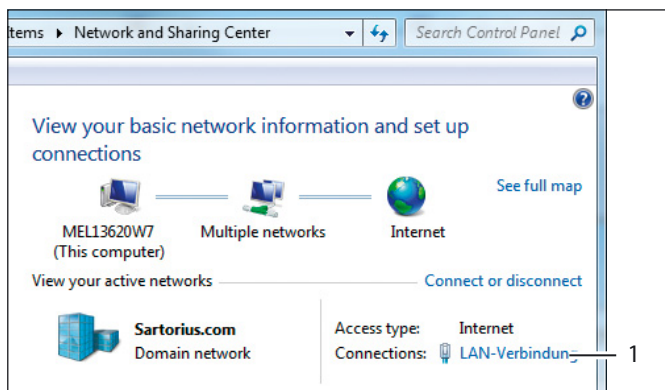 Items ▸ Network and Sharing Center Search Control Panel
View your basic network information and set up
connections
See full map
MEL13620W7 Multiple networks Internet
(This computer)
View your active networks Connect or disconnect
Sartorius.com Access type: Internet
Domain network Connections: LAN-Verbindung 1